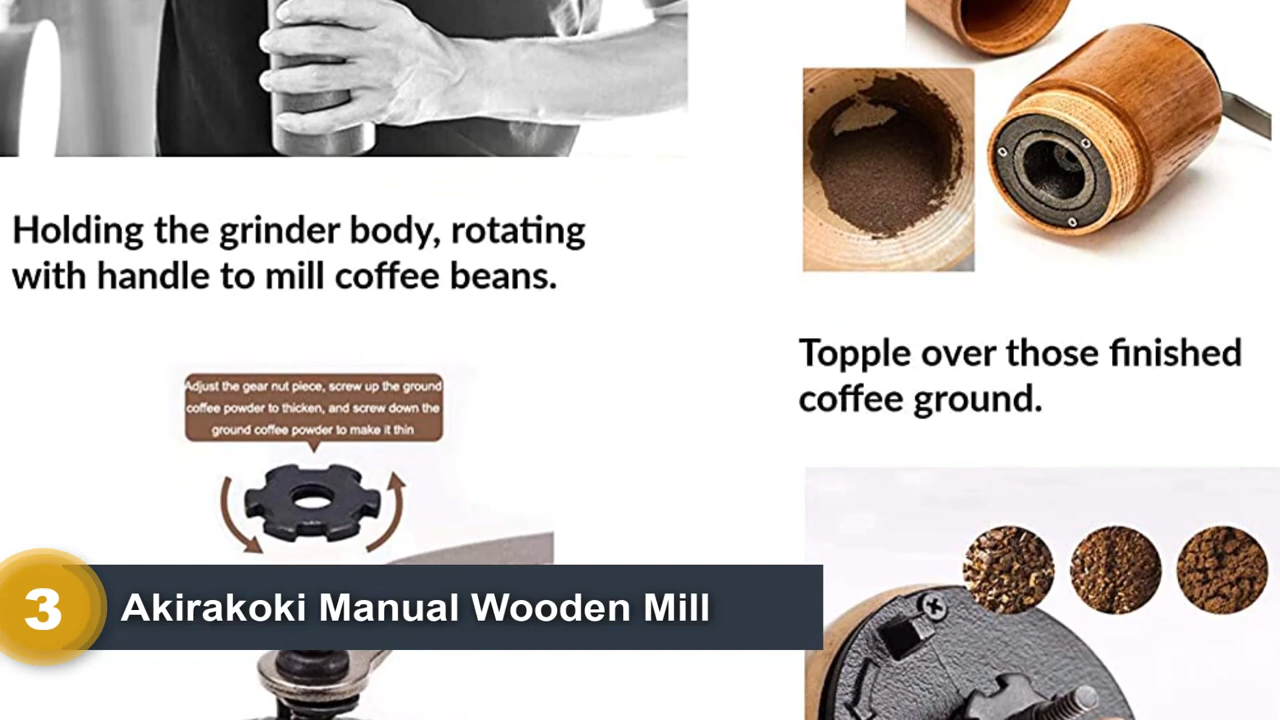 Holding the grinder body, rotating
with handle to mill coffee beans.
Topple over those finished
coffee ground.
Adjust the gear nut piece, screw up the ground
coffee powder to thicken, and screw down the
ground coffee powder to make it thin
3
Akirakoki Manual Wooden Mill